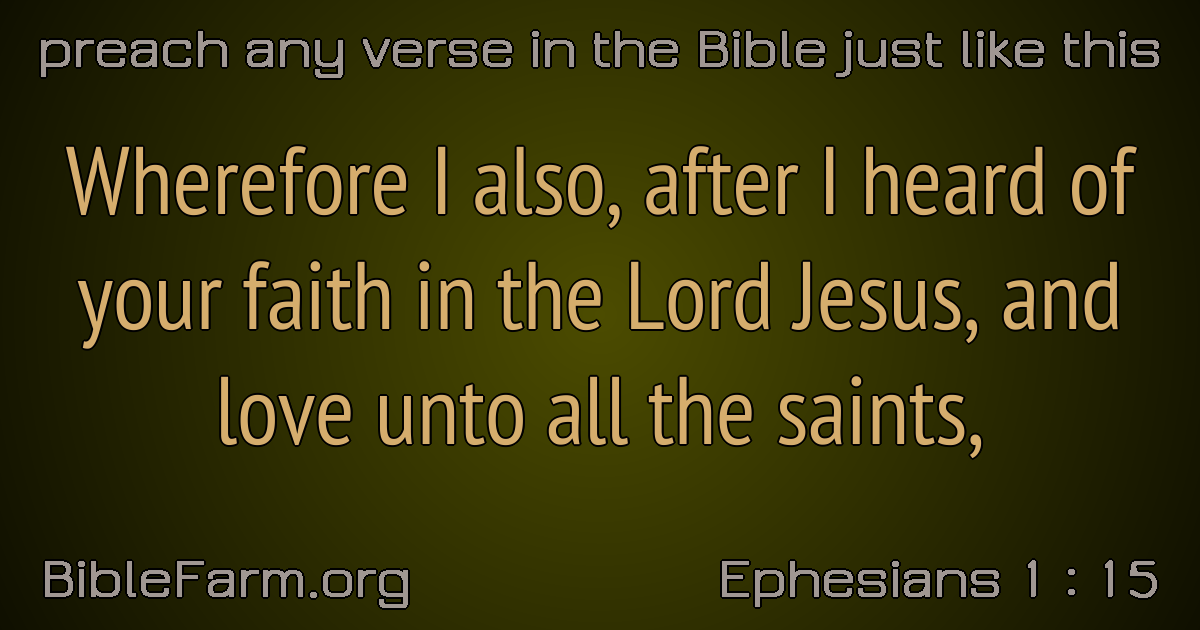 preach any verse in the Bible just like this
Wherefore I also, after I heard of
your faith in the Lord Jesus, and
love unto all the saints,
BibleFarm.org
Ephesians 1 : 15